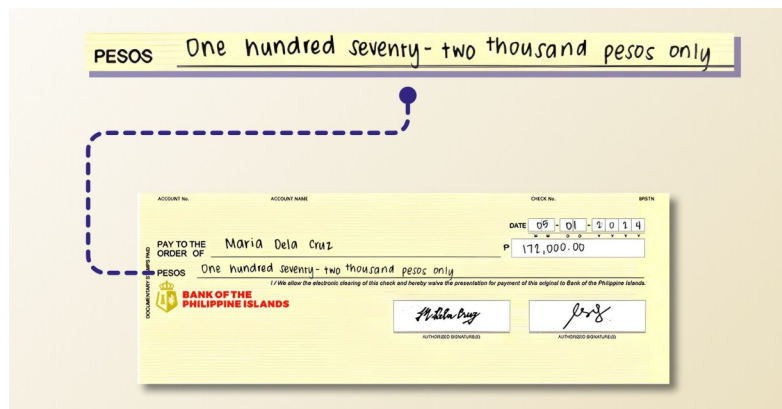 PESOS One hundred seventy-two thousand pesos only
ACCOUNT No. ACCOUNT NAME CHECK No. BRSTN
DATE 05 - 01 - 2024
M M D D Y Y Y Y
PAY TO THE ORDER OF Maria Dela Cruz P 172,000.00
PESOS One hundred seventy-two thousand pesos only
I / We allow the electronic clearing of this check and hereby waive the presentation for payment of this original to Bank of the Philippine Islands.
DOCUMENTARY STAMPS PAID
BANK OF THE
PHILIPPINE ISLANDS
AUTHORIZED SIGNATURE(S) AUTHORIZED SIGNATURE(S)